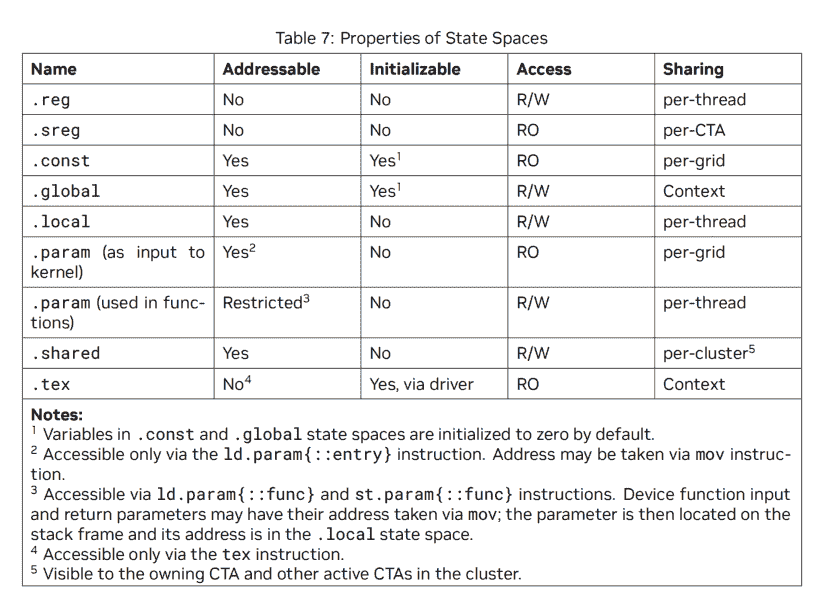 Table 7: Properties of State Spaces
Name Addressable Initializable Access Sharing
.reg No No R/W per-thread
.sreg No No RO per-CTA
.const Yes Yes¹ RO per-grid
.global Yes Yes¹ R/W Context
.local Yes No R/W per-thread
.param (as input to Yes² No RO per-grid
kernel)
.param (used in func- Restricted³ No R/W per-thread
tions)
.shared Yes No R/W per-cluster⁵
.tex No⁴ Yes, via driver RO Context
Notes:
¹ Variables in .const and .global state spaces are initialized to zero by default.
² Accessible only via the ld.param{::entry} instruction. Address may be taken via mov instruc-
tion.
³ Accessible via ld.param{::func} and st.param{::func} instructions. Device function input
and return parameters may have their address taken via mov; the parameter is then located on the
stack frame and its address is in the .local state space.
⁴ Accessible only via the tex instruction.
⁵ Visible to the owning CTA and other active CTAs in the cluster.